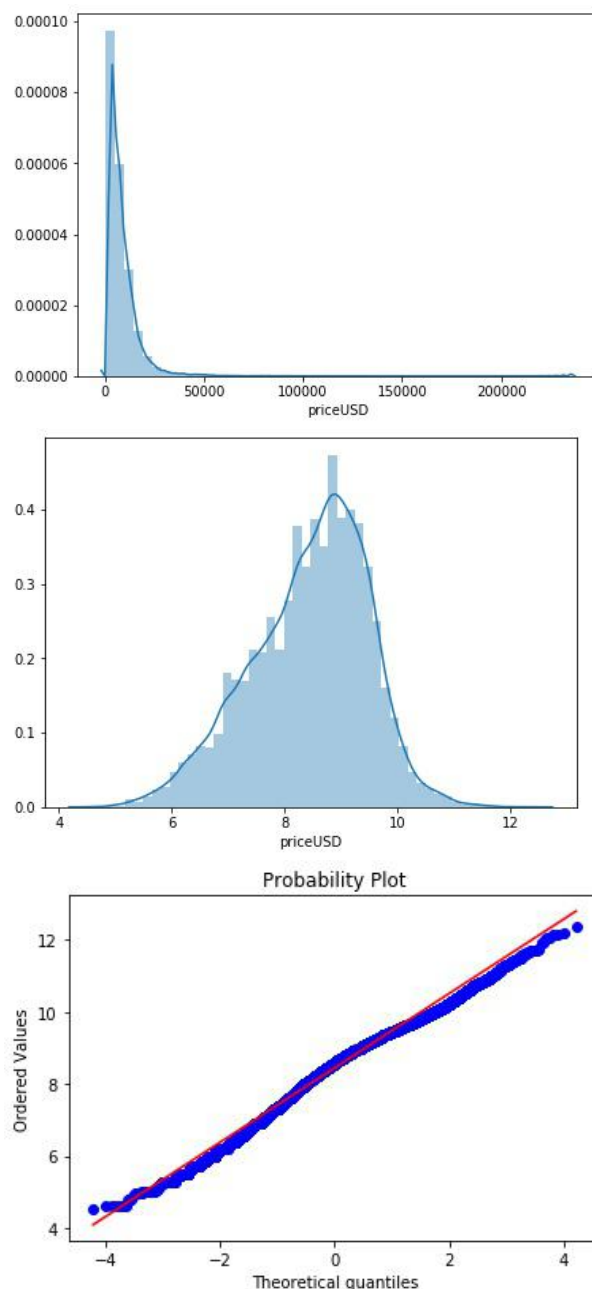 0.00010
0.00008
0.00006
0.00004
0.00002
0.00000
0 50000 100000 150000 200000
priceUSD
0.4
0.3
0.2
0.1
0.0
4 6 8 10 12
priceUSD
Probability Plot
12
10
8
6
4
Ordered Values
−4 −2 0 2 4
Theoretical quantiles